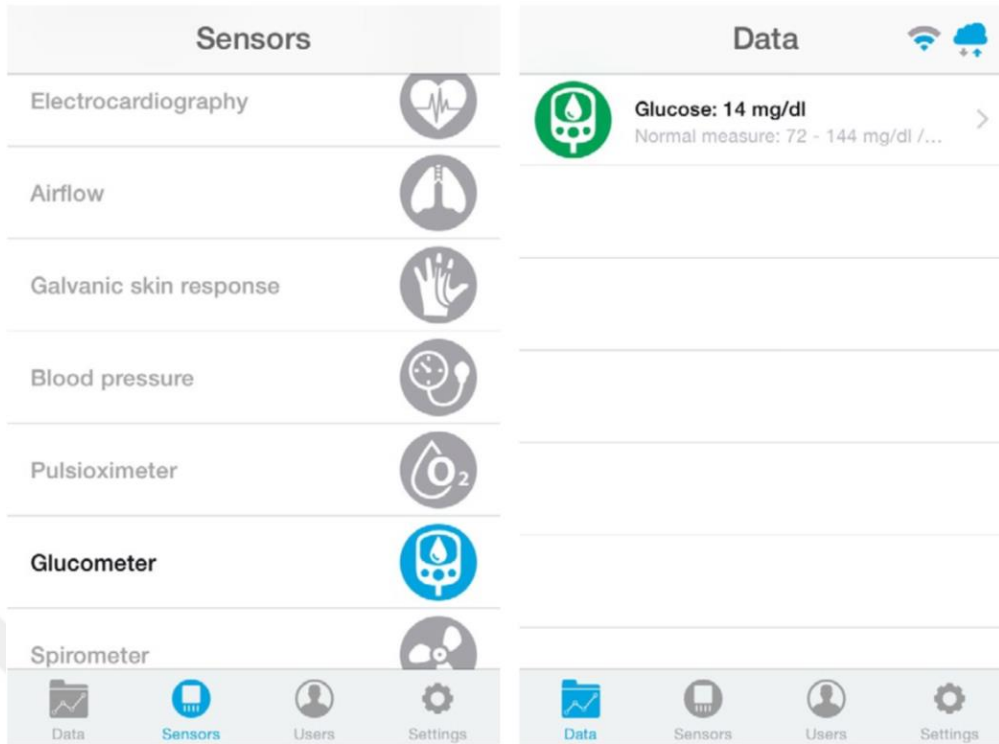 Sensors
Electrocardiography
Airflow
Galvanic skin response
Blood pressure
O2
Pulsioximeter
Glucometer
Spirometer
Data
Sensors
Users
Settings
Data
Glucose: 14 mg/dl
Normal measure: 72 - 144 mg/dl /...
Data
Sensors
Users
Settings